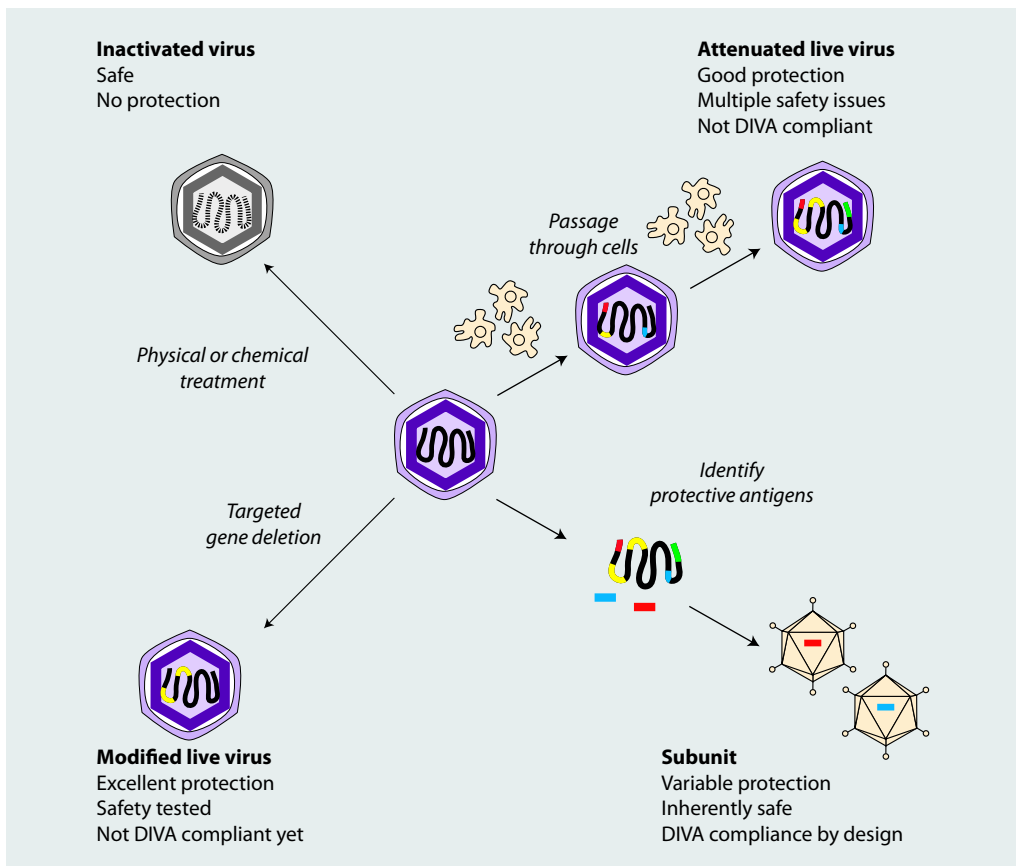 Inactivated virus
Safe
No protection
Attenuated live virus
Good protection
Multiple safety issues
Not DIVA compliant
Passage
through cells
Physical or chemical
treatment
Identify
protective antigens
Targeted
gene deletion
Modified live virus
Excellent protection
Safety tested
Not DIVA compliant yet
Subunit
Variable protection
Inherently safe
DIVA compliance by design